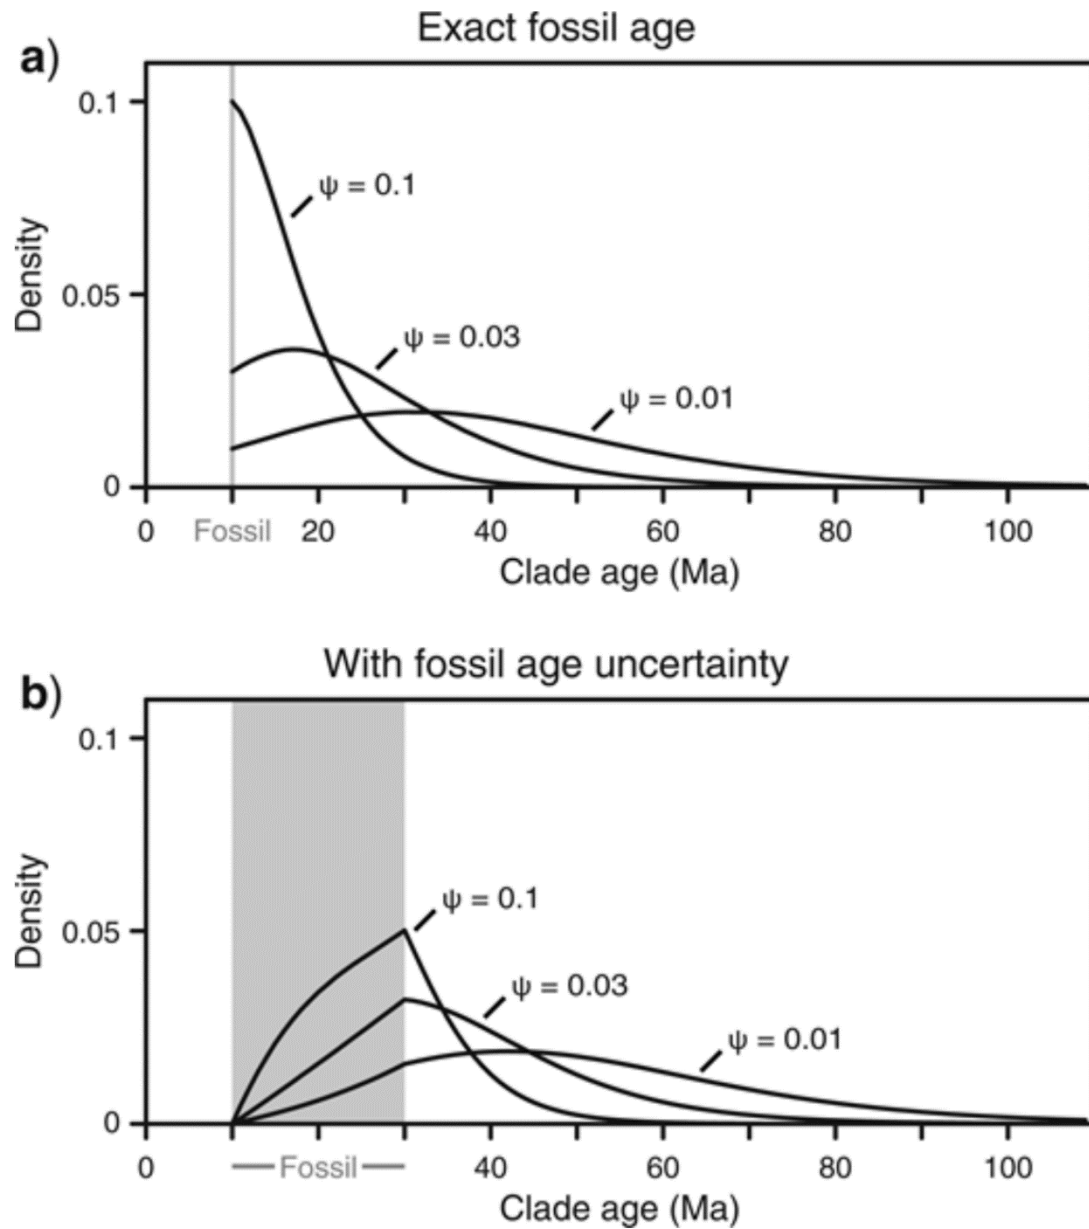 Exact fossil age
a)
0.1
ψ = 0.1
Density
0.05
ψ = 0.03
ψ = 0.01
0
0 Fossil 20 40 60 80 100
Clade age (Ma)
With fossil age uncertainty
b)
0.1
Density
0.05
ψ = 0.1
ψ = 0.03
ψ = 0.01
0
0 Fossil 40 60 80 100
Clade age (Ma)